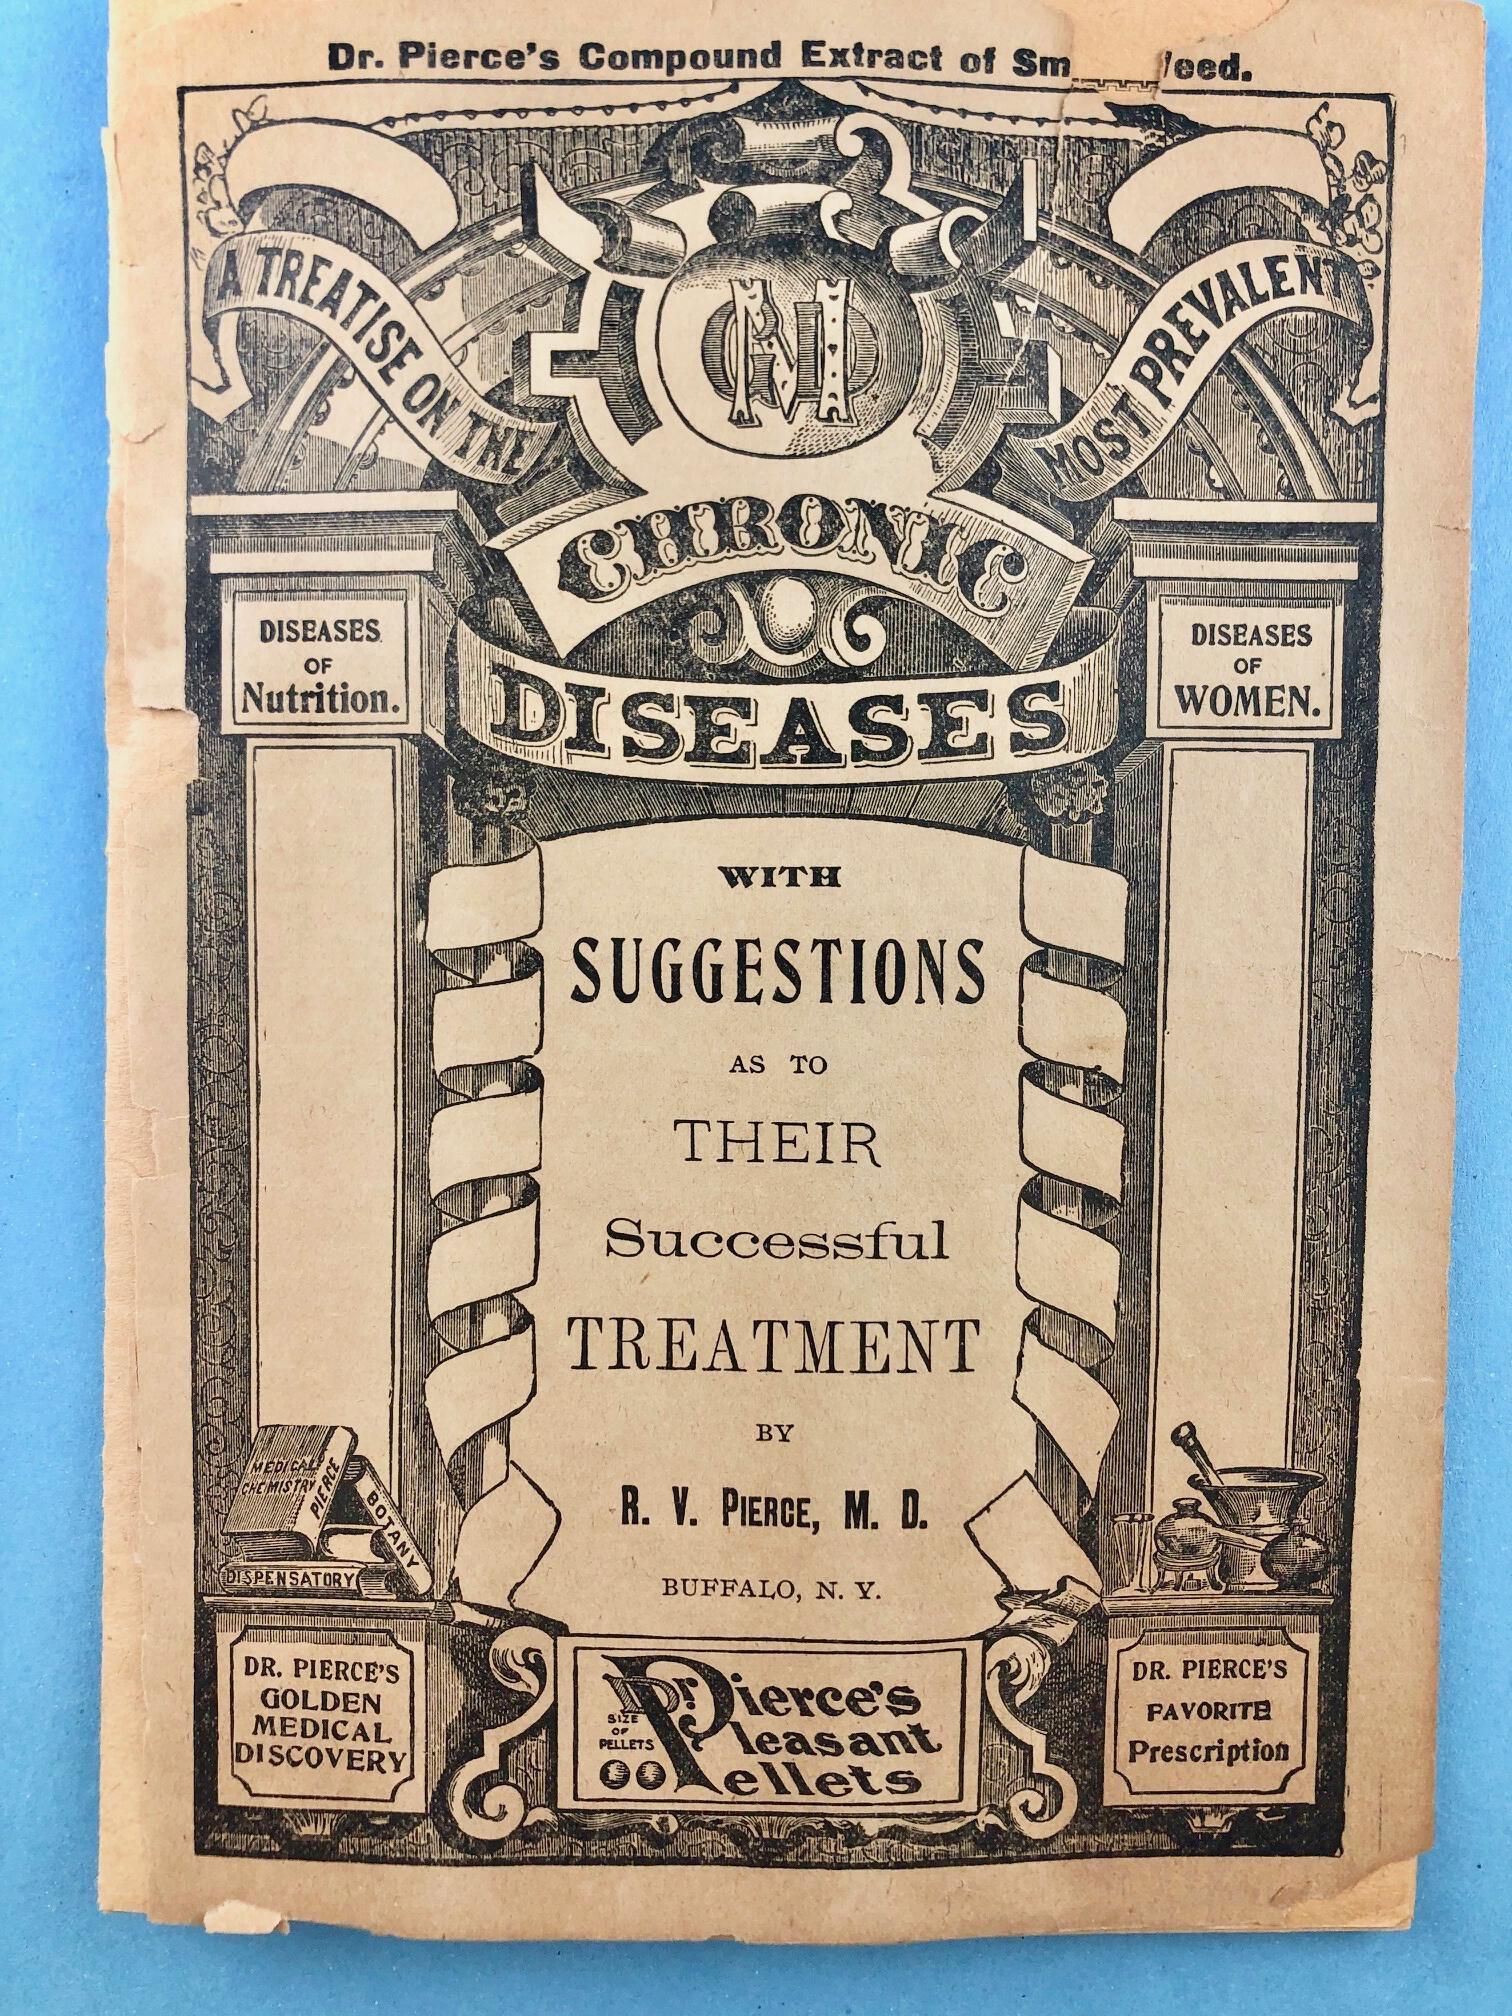 Dr. Pierce's Compound Extract of Sm eed.
A TREATISE ON THE
MOST PREVALENT
CHRONIC
DISEASES
DISEASES
OF
Nutrition.
DISEASES
OF
WOMEN.
WITH
SUGGESTIONS
AS TO
THEIR
Successful
TREATMENT
BY
R. V. PIERCE, M. D.
BUFFALO, N. Y.
MEDICAL
CHEMISTRY
PIERCE
BOTANY
DISPENSATORY
DR. PIERCE'S
GOLDEN
MEDICAL
DISCOVERY
Dr. Pierce's
Pleasant
Pellets
SIZE
OF
PELLETS
DR. PIERCE'S
FAVORITE
Prescription